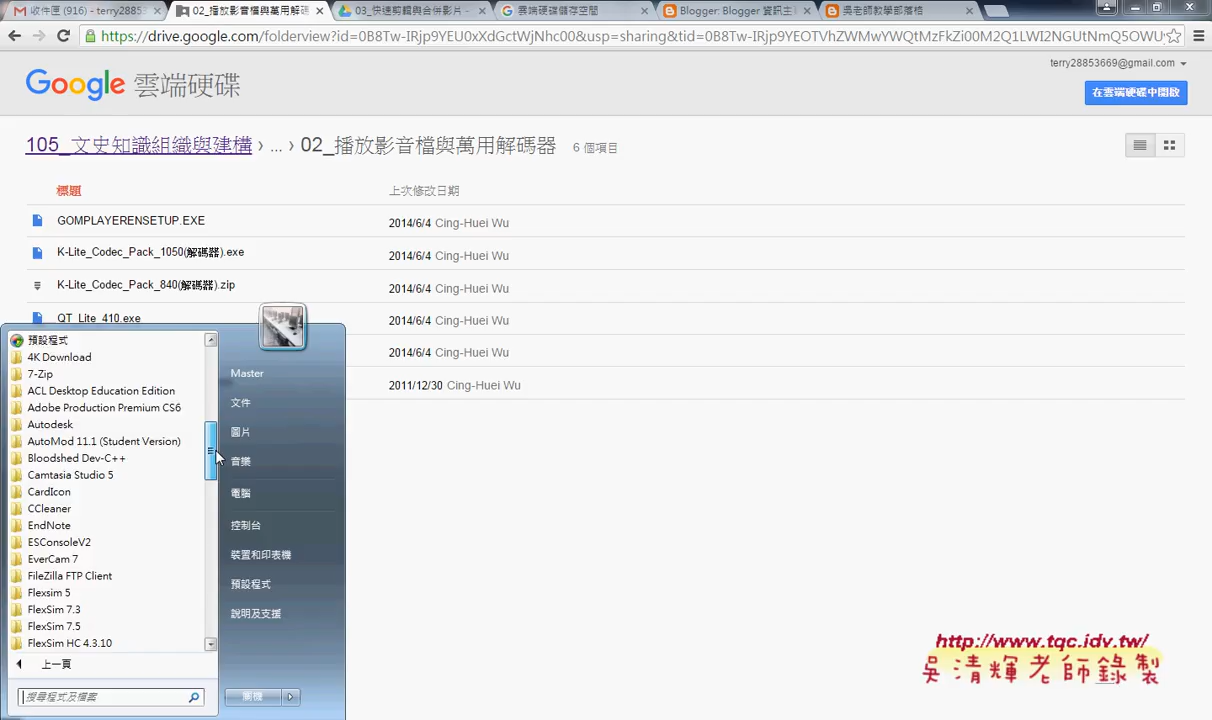 收件匣 (916) - terry2885
02_播放影音檔與萬用解碼
03_快速剪輯與合併影片 -
雲端硬碟儲存空間
Blogger: Blogger 資訊主
吳老師教學部落格
https://drive.google.com/folderview?id=0B8Tw-IRjp9YEU0xXdGctWjNhc00&usp=sharing&tid=0B8Tw-IRjp9YEOTVhZWMwYWQtMzFkZi00M2Q1LWI2NGUtNmQ5OWU
terry28853669@gmail.com
Google 雲端硬碟
在雲端硬碟中開啟
105_文史知識組織與建構 › ... › 02_播放影音檔與萬用解碼器 6 個項目
標題 上次修改日期
GOMPLAYERENSETUP.EXE 2014/6/4 Cing-Huei Wu
K-Lite_Codec_Pack_1050(解碼器).exe 2014/6/4 Cing-Huei Wu
K-Lite_Codec_Pack_840(解碼器).zip 2014/6/4 Cing-Huei Wu
QT_Lite_410.exe 2014/6/4 Cing-Huei Wu
2014/6/4 Cing-Huei Wu
2011/12/30 Cing-Huei Wu
預設程式
4K Download
7-Zip
ACL Desktop Education Edition
Adobe Production Premium CS6
Autodesk
AutoMod 11.1 (Student Version)
Bloodshed Dev-C++
Camtasia Studio 5
CardIcon
CCleaner
EndNote
ESConsoleV2
EverCam 7
FileZilla FTP Client
Flexsim 5
FlexSim 7.3
FlexSim 7.5
FlexSim HC 4.3.10
上一頁
搜尋程式及檔案
Master
文件
圖片
音樂
電腦
控制台
裝置和印表機
預設程式
說明及支援
關機
http://www.tqc.idv.tw/
吳清輝老師錄製